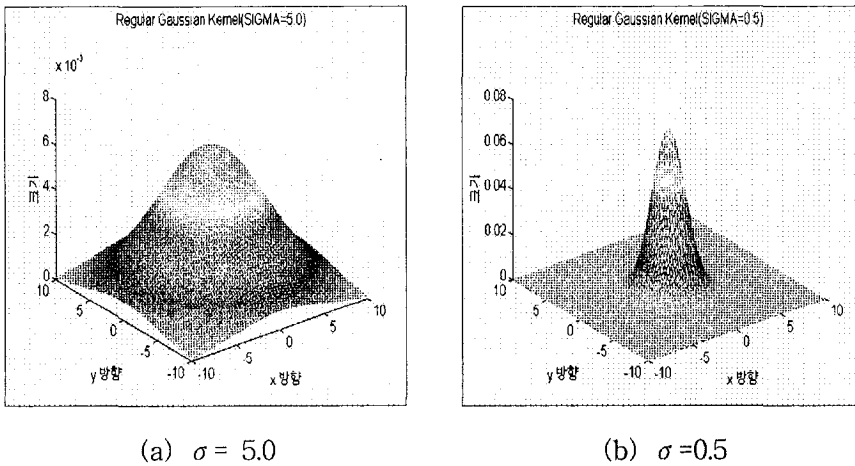 Regular Gaussian Kernel(SIGMA=5.0)
x 10⁻³
8
6
4
2
0
크기
10
5
0
-5
-10
y 방향
-10
-5
0
5
10
x 방향
(a) σ = 5.0
Regular Gaussian Kernel(SIGMA=0.5)
0.08
0.06
0.04
0.02
0
크기
10
5
0
-5
-10
y 방향
-10
-5
0
5
10
x 방향
(b) σ =0.5